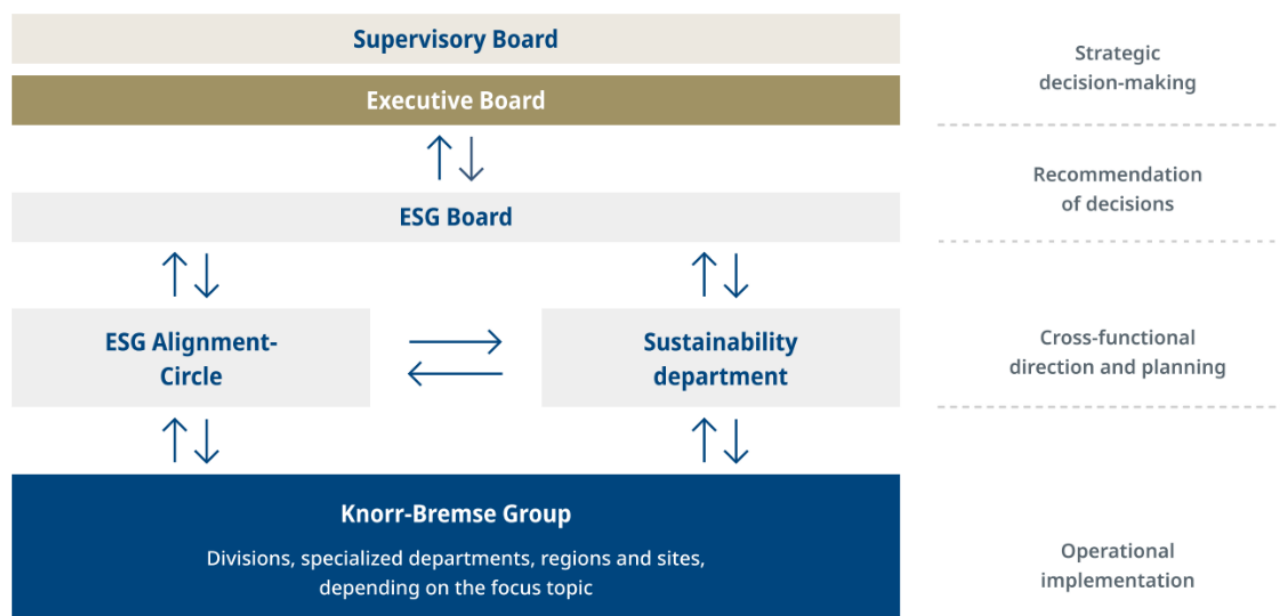 Supervisory Board
Executive Board
Strategic
decision-making
ESG Board
Recommendation
of decisions
ESG Alignment-
Circle
Sustainability
department
Cross-functional
direction and planning
Knorr-Bremse Group
Divisions, specialized departments, regions and sites,
depending on the focus topic
Operational
implementation